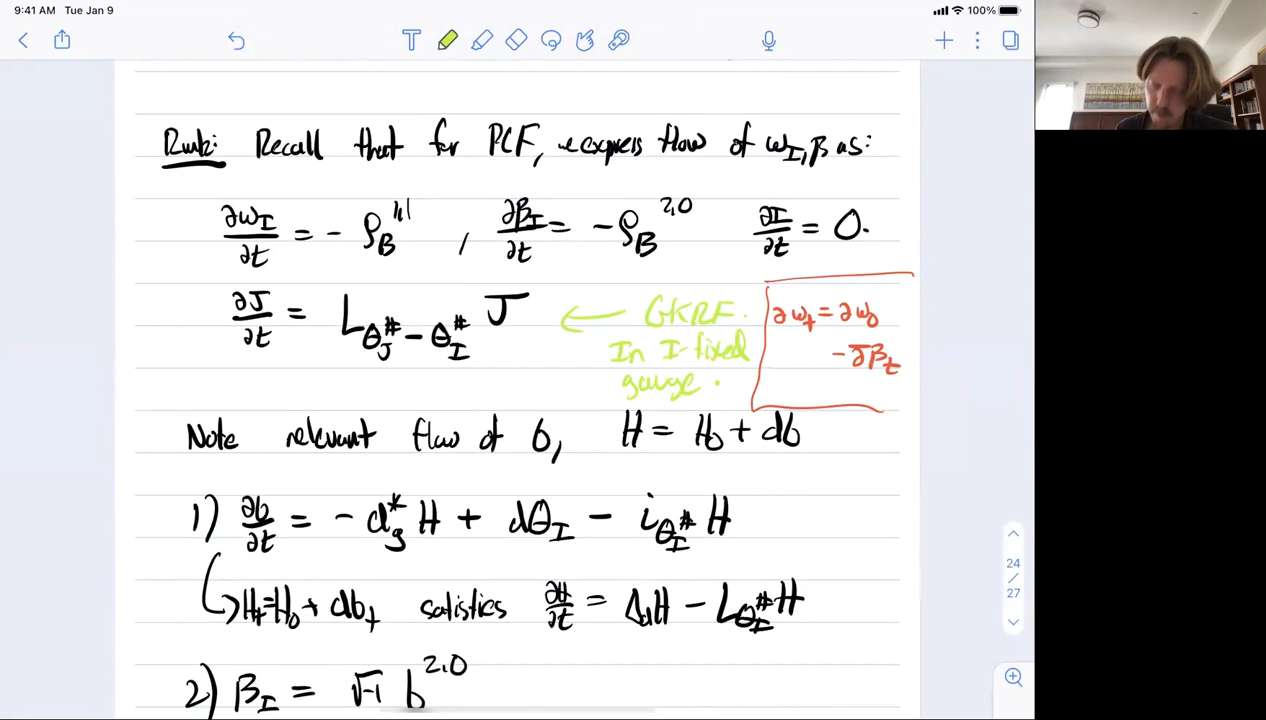 9:41 AM Tue Jan 9
100%
Rmk: Recall that for PCF, express flow of ω_I, β as:
∂ω_I/∂t = - ρ_B^{1,1} , ∂β_I/∂t = - ρ_B^{2,0} ∂I/∂t = 0.
∂J/∂t = L_{θ_J^# - θ_I^#} J ← GKRF.
In I-fixed
gauge.
∂ω_t = ∂ω_0
- ∂̄β_t
Note relevant flow of b, H = H_0 + db
1) ∂b/∂t = - d_g^* H + dθ_I - i_{θ_I^#} H
↳ H_t = H_0 + db_t satisfies ∂H/∂t = Δ_d H - L_{θ_I^#} H
2) β_I = √-1 b^{2,0}
24
/
27